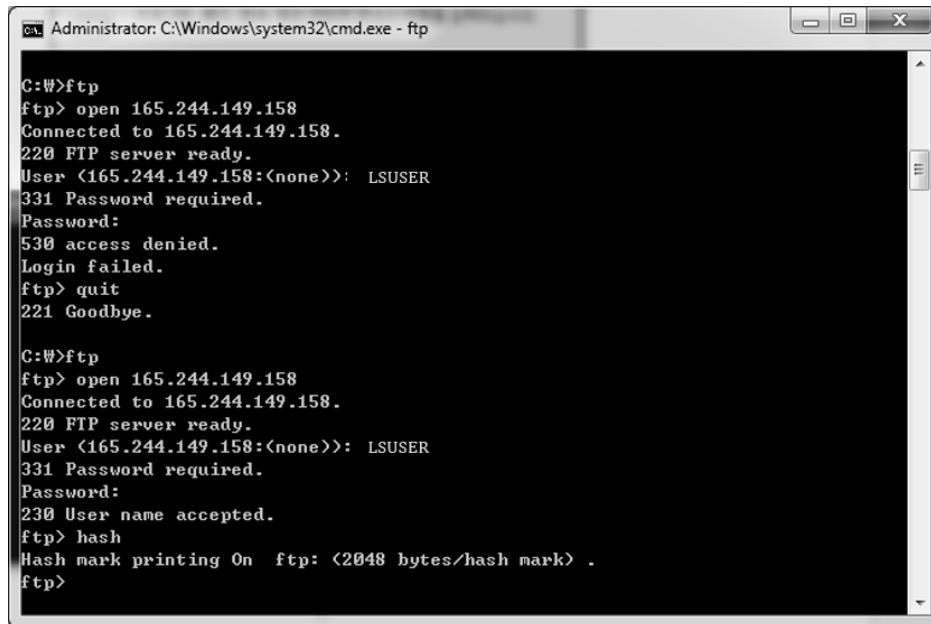 Administrator: C:\Windows\system32\cmd.exe - ftp
C:₩>ftp
ftp> open 165.244.149.158
Connected to 165.244.149.158.
220 FTP server ready.
User (165.244.149.158:(none)): LSUSER
331 Password required.
Password:
530 access denied.
Login failed.
ftp> quit
221 Goodbye.
C:₩>ftp
ftp> open 165.244.149.158
Connected to 165.244.149.158.
220 FTP server ready.
User (165.244.149.158:(none)): LSUSER
331 Password required.
Password:
230 User name accepted.
ftp> hash
Hash mark printing On ftp: (2048 bytes/hash mark) .
ftp>